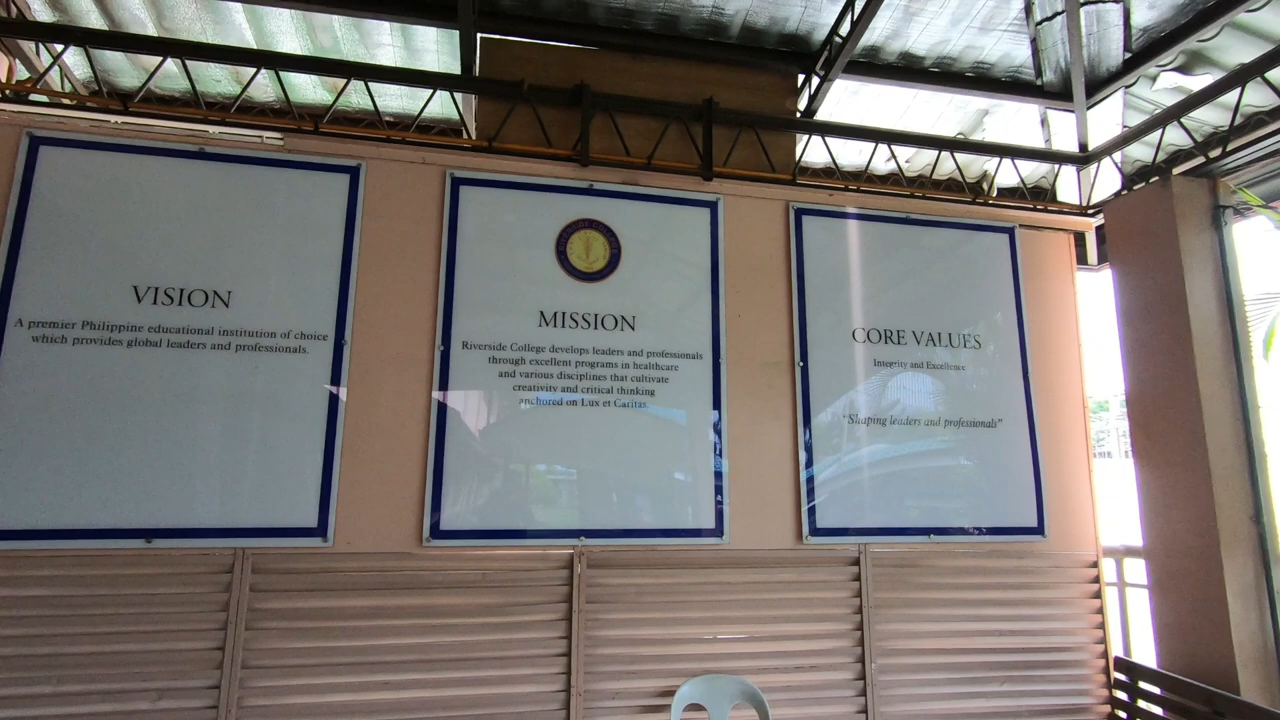 VISION
A premier Philippine educational institution of choice
which provides global leaders and professionals.
RIVERSIDE COLLEGE
MISSION
Riverside College develops leaders and professionals
through excellent programs in healthcare
and various disciplines that cultivate
creativity and critical thinking
anchored on Lux et Caritas.
CORE VALUES
Integrity and Excellence
"Shaping leaders and professionals"